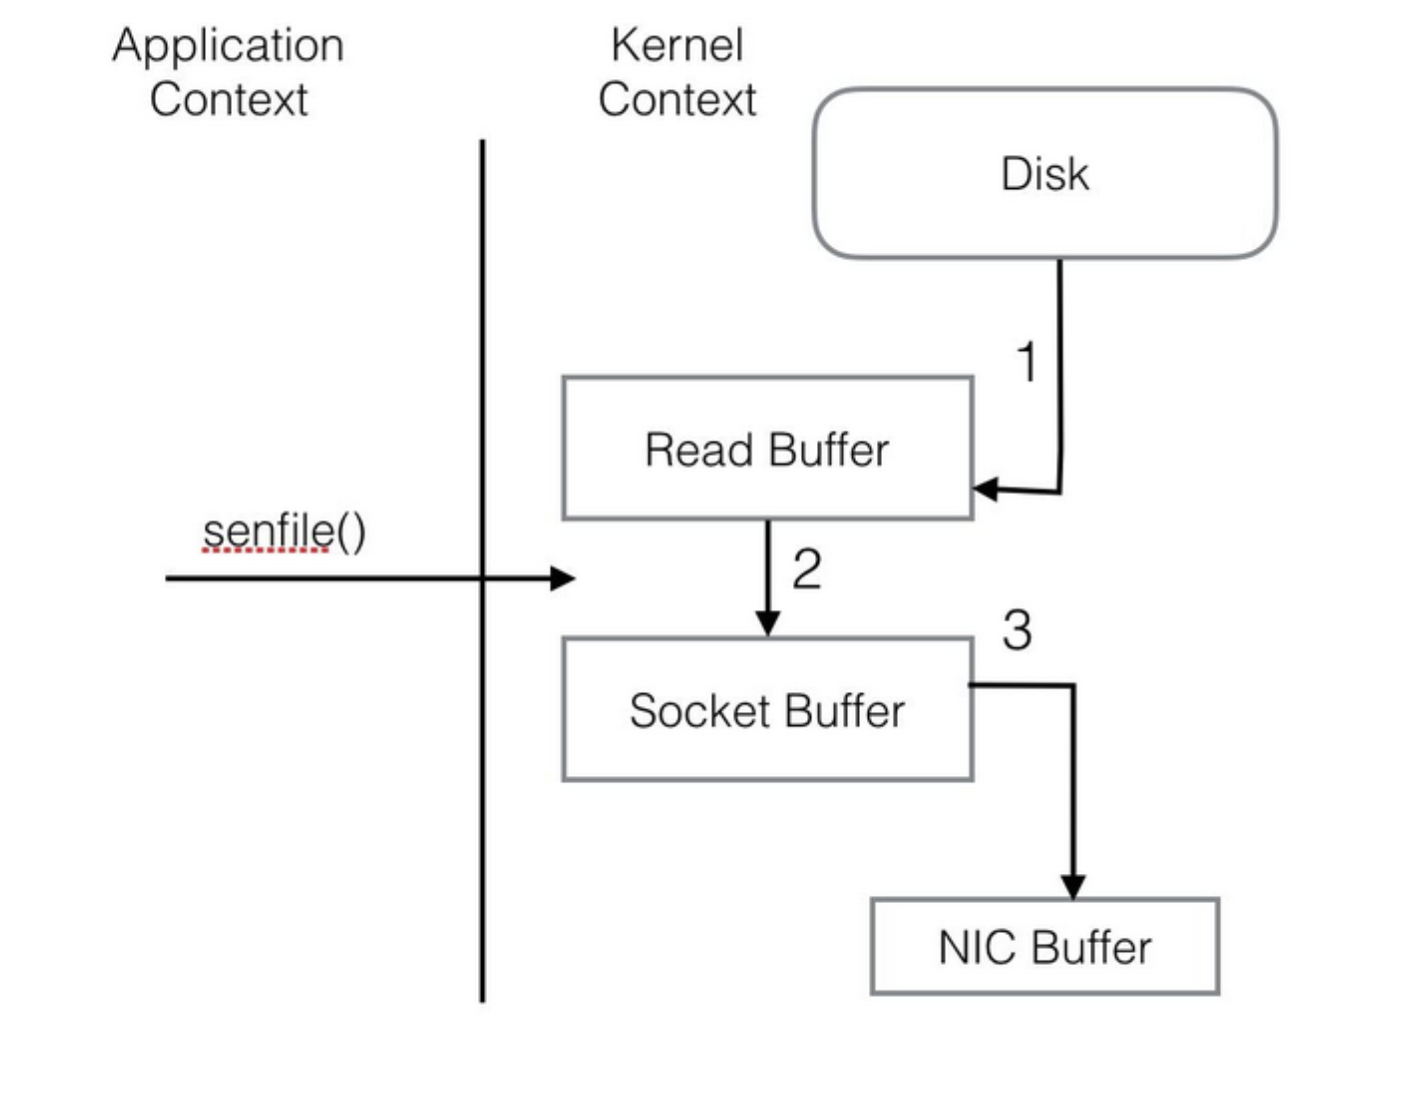 Application
Context
Kernel
Context
Disk
1
Read Buffer
senfile()
2
3
Socket Buffer
NIC Buffer